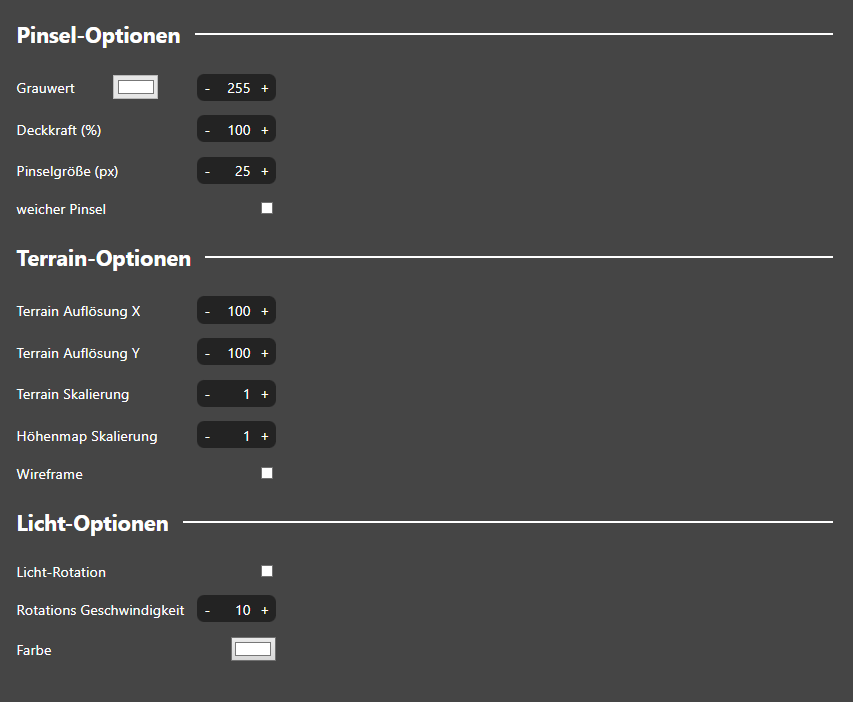 Pinsel-Optionen
Grauwert - 255 +
Deckkraft (%) - 100 +
Pinselgröße (px) - 25 +
weicher Pinsel
Terrain-Optionen
Terrain Auflösung X - 100 +
Terrain Auflösung Y - 100 +
Terrain Skalierung - 1 +
Höhenmap Skalierung - 1 +
Wireframe
Licht-Optionen
Licht-Rotation
Rotations Geschwindigkeit - 10 +
Farbe